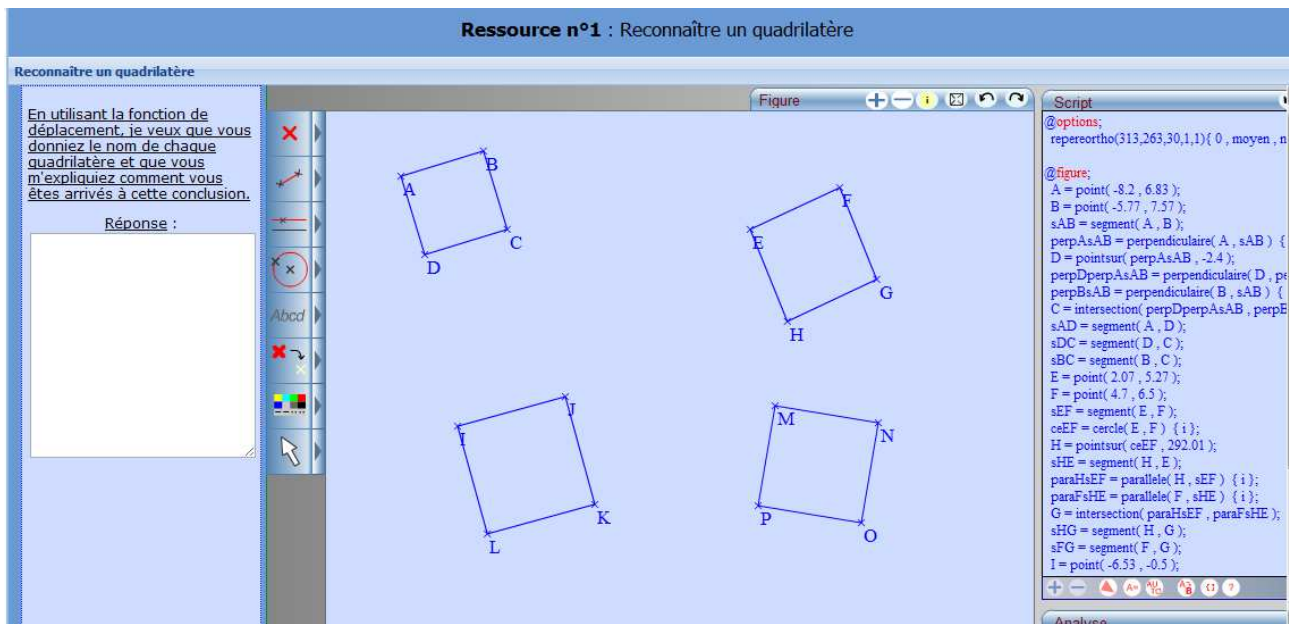 Ressource n°1 : Reconnaître un quadrilatère
Reconnaître un quadrilatère
En utilisant la fonction de
déplacement, je veux que vous
donniez le nom de chaque
quadrilatère et que vous
m'expliquiez comment vous
êtes arrivés à cette conclusion.
Réponse :
Abcd
Figure
i
A
B
C
D
E
F
G
H
I
J
K
L
M
N
O
P
Script
@options;
repereortho(313,263,30,1,1){ 0 , moyen , n
@figure;
A = point( -8.2 , 6.83 );
B = point( -5.77 , 7.57 );
sAB = segment( A , B );
perpAsAB = perpendiculaire( A , sAB ) {
D = pointsur( perpAsAB , -2.4 );
perpDperpAsAB = perpendiculaire( D , pe
perpBsAB = perpendiculaire( B , sAB ) {
C = intersection( perpDperpAsAB , perpB
sAD = segment( A , D );
sDC = segment( D , C );
sBC = segment( B , C );
E = point( 2.07 , 5.27 );
F = point( 4.7 , 6.5 );
sEF = segment( E , F );
ceEF = cercle( E , F ) { i };
H = pointsur( ceEF , 292.01 );
sHE = segment( H , E );
paraHsEF = parallele( H , sEF ) { i };
paraFsHE = parallele( F , sHE ) { i };
G = intersection( paraHsEF , paraFsHE );
sHG = segment( H , G );
sFG = segment( F , G );
I = point( -6.53 , -0.5 );
Analyse